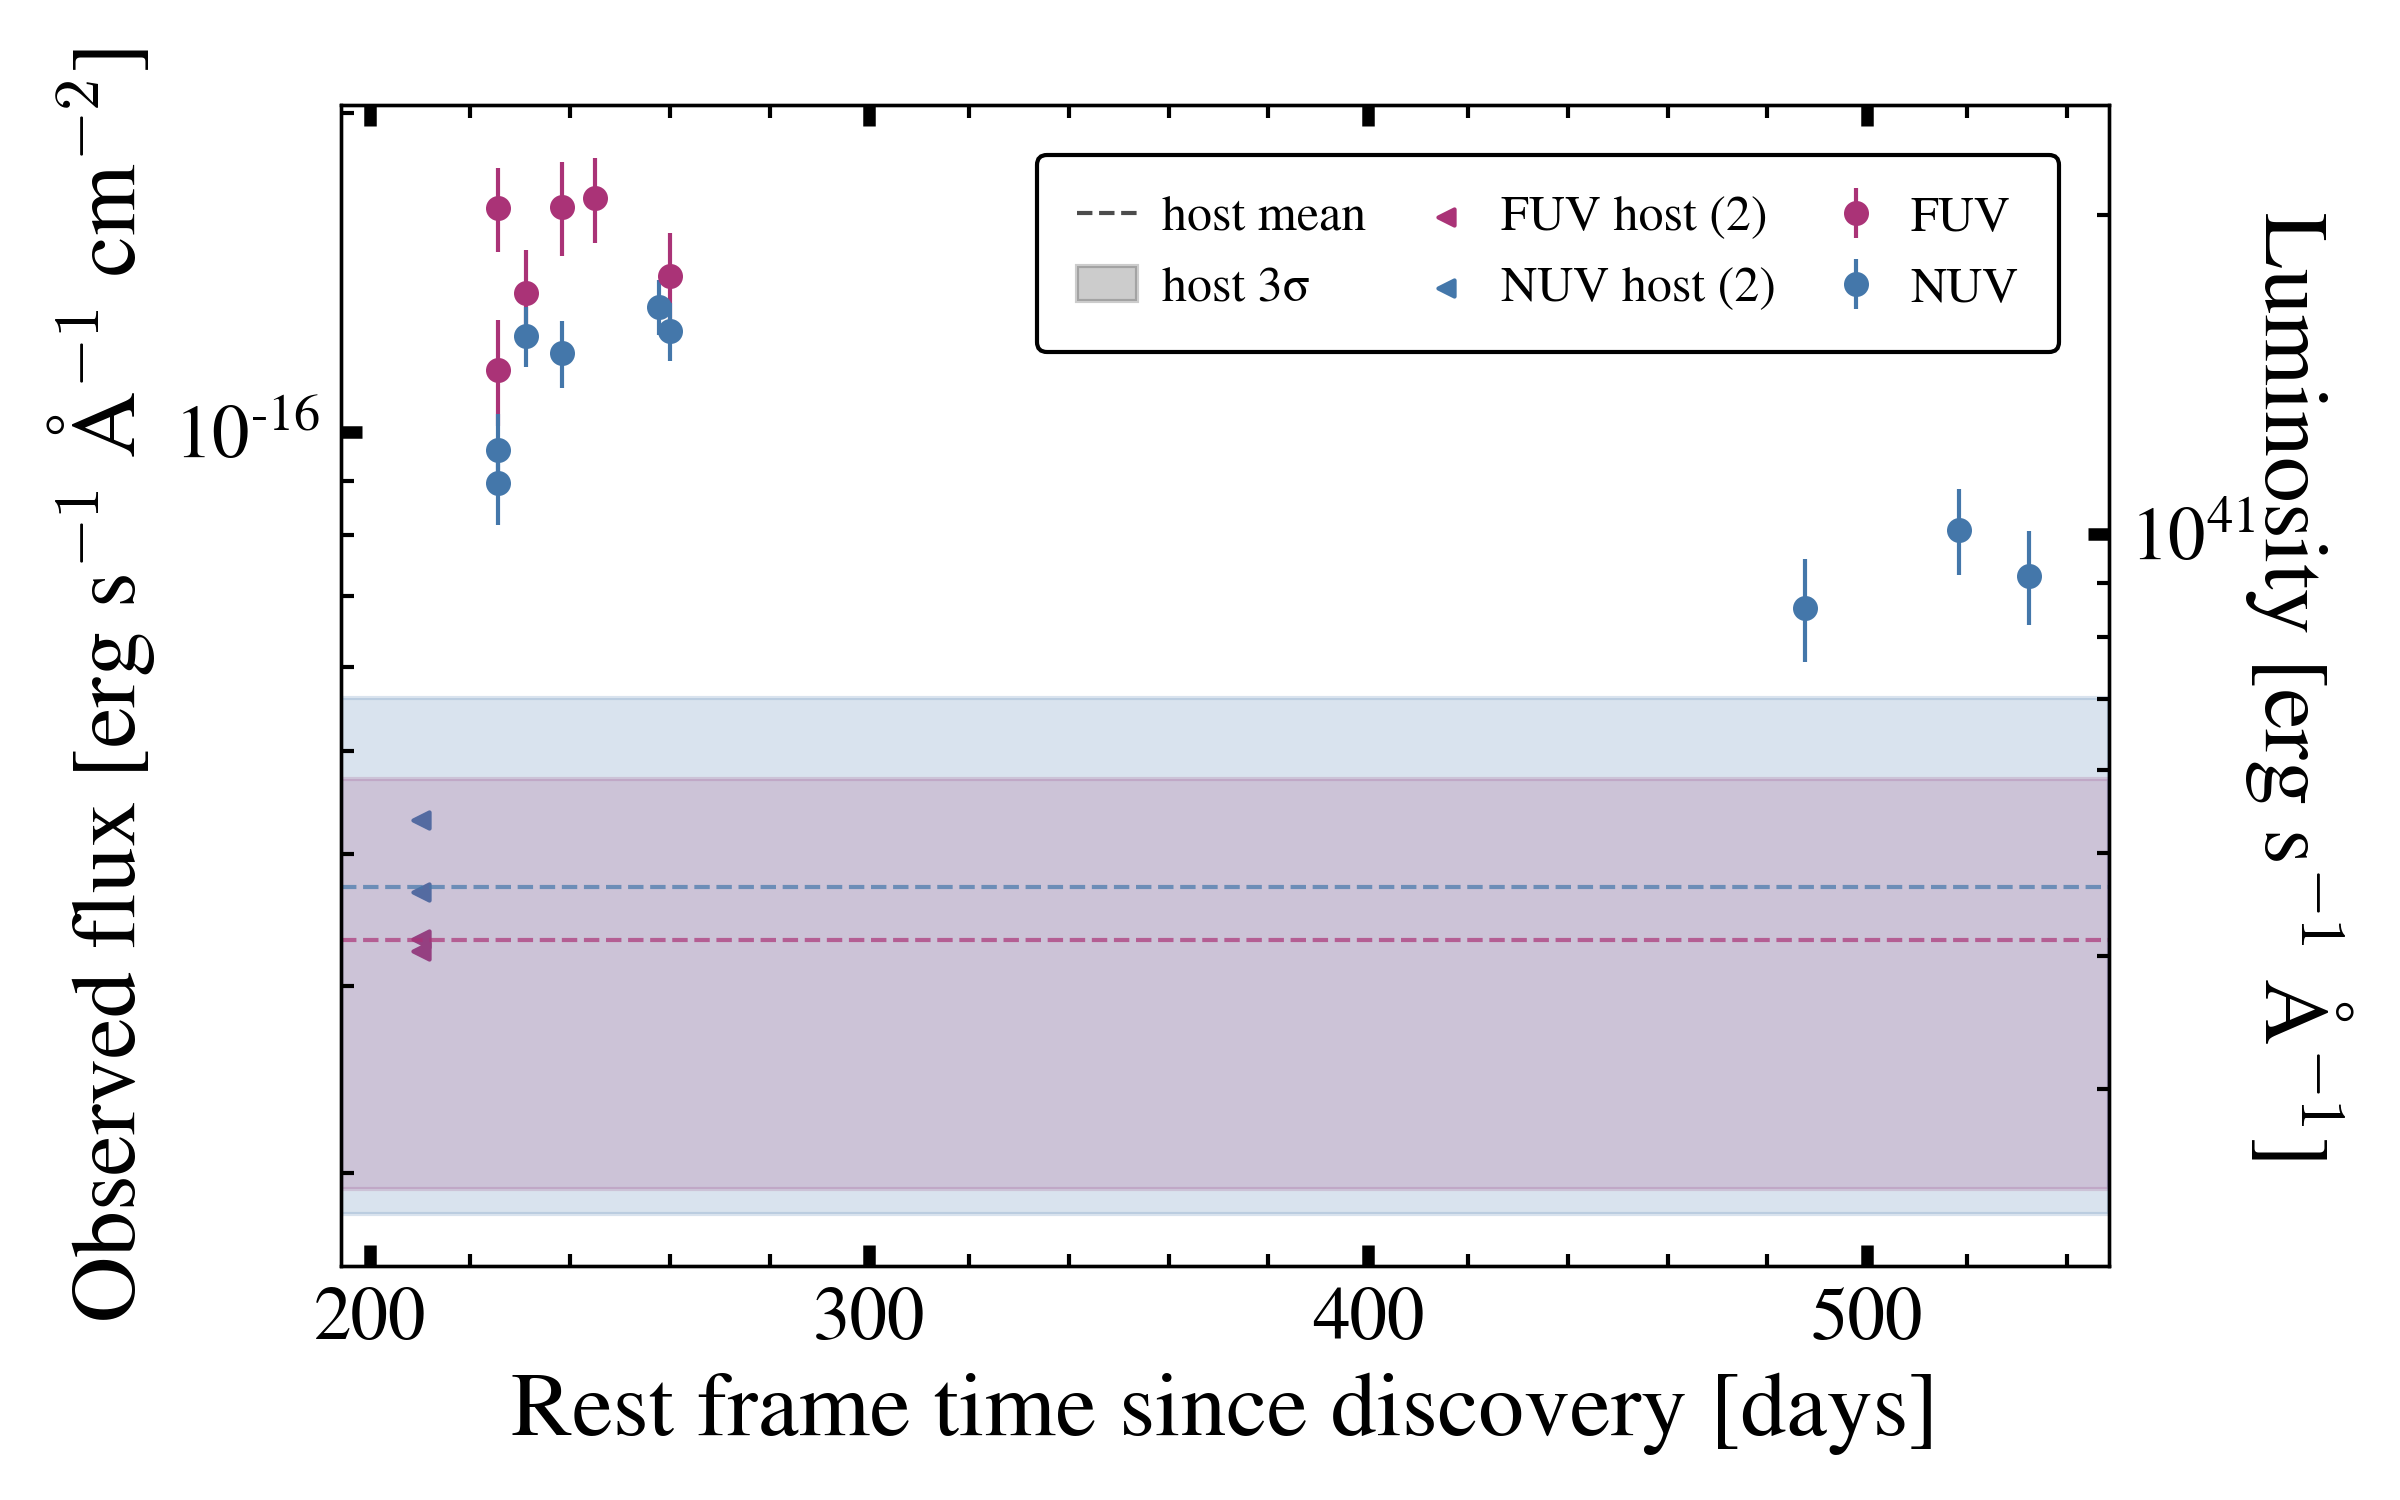 Observed flux [erg s⁻¹ Å⁻¹ cm⁻²]
10⁻¹⁶
host mean
host 3σ
FUV host (2)
NUV host (2)
FUV
NUV
10⁴¹
Luminosity [erg s⁻¹ Å⁻¹]
200 300 400 500
Rest frame time since discovery [days]